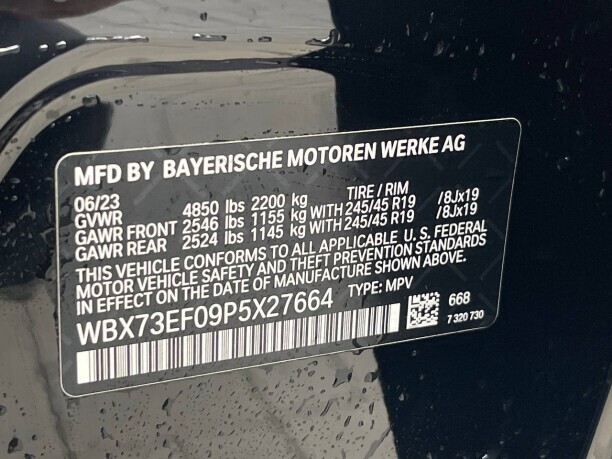 MFD BY BAYERISCHE MOTOREN WERKE AG
06/23 TIRE / RIM
GVWR 4850 lbs 2200 kg
GAWR FRONT 2546 lbs 1155 kg WITH 245/45 R19 /8Jx19
GAWR REAR 2524 lbs 1145 kg WITH 245/45 R19 /8Jx19
THIS VEHICLE CONFORMS TO ALL APPLICABLE U. S. FEDERAL
MOTOR VEHICLE SAFETY AND THEFT PREVENTION STANDARDS
IN EFFECT ON THE DATE OF MANUFACTURE SHOWN ABOVE.
WBX73EF09P5X27664 TYPE: MPV
668
7 320 730